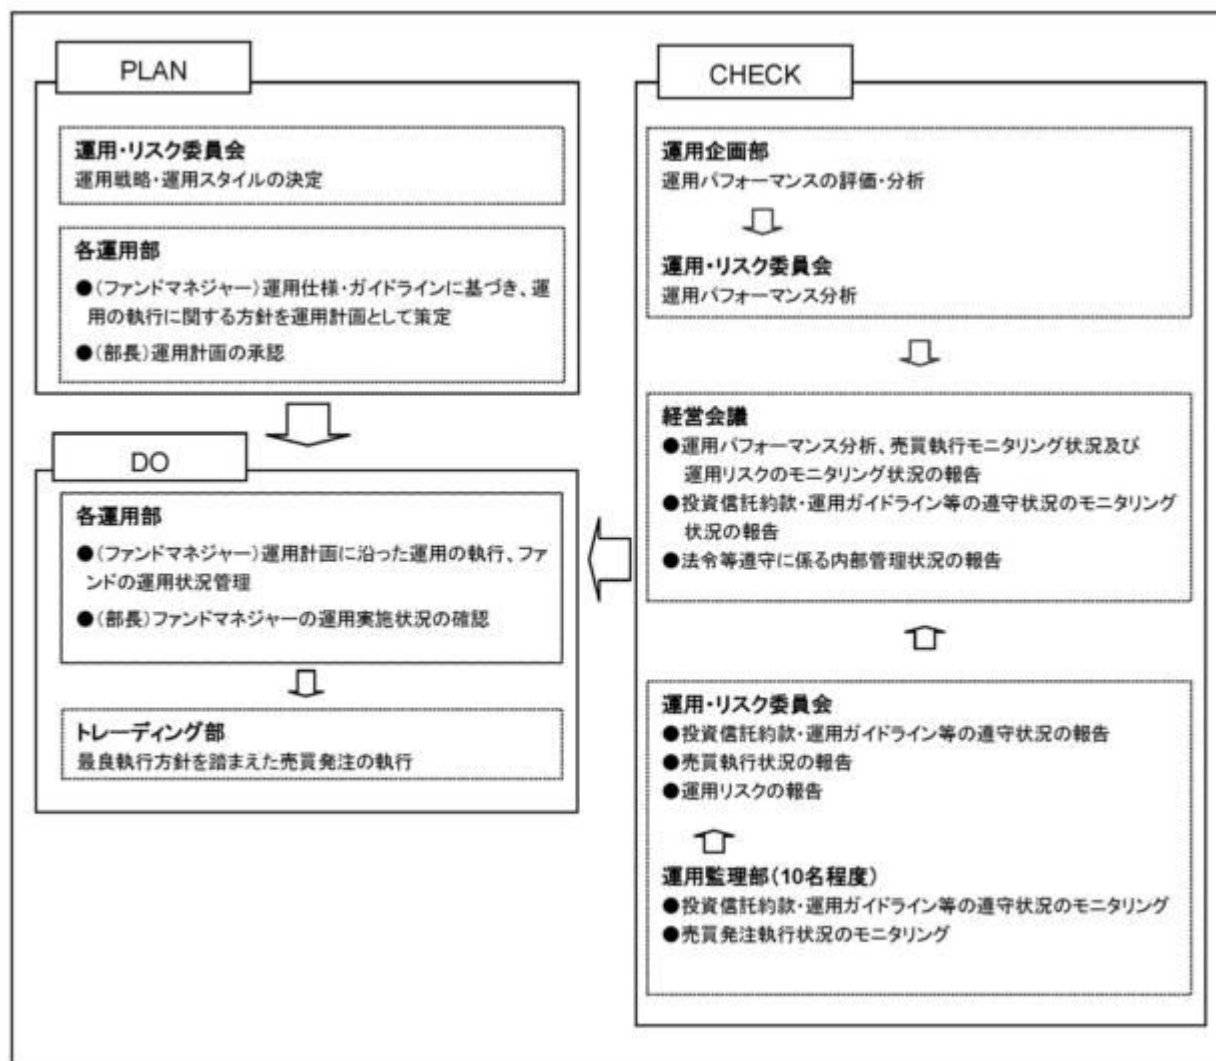 PLAN
運用・リスク委員会
運用戦略・運用スタイルの決定
各運用部
●(ファンドマネジャー)運用仕様・ガイドラインに基づき、運
用の執行に関する方針を運用計画として策定
●(部長)運用計画の承認
DO
各運用部
●(ファンドマネジャー)運用計画に沿った運用の執行、ファ
ンドの運用状況管理
●(部長)ファンドマネジャーの運用実施状況の確認
トレーディング部
最良執行方針を踏まえた売買発注の執行
CHECK
運用企画部
運用パフォーマンスの評価・分析
運用・リスク委員会
運用パフォーマンス分析
経営会議
●運用パフォーマンス分析、売買執行モニタリング状況及び
運用リスクのモニタリング状況の報告
●投資信託約款・運用ガイドライン等の遵守状況のモニタリング
状況の報告
●法令等遵守に係る内部管理状況の報告
運用・リスク委員会
●投資信託約款・運用ガイドライン等の遵守状況の報告
●売買執行状況の報告
●運用リスクの報告
運用監理部(10名程度)
●投資信託約款・運用ガイドライン等の遵守状況のモニタリング
●売買発注執行状況のモニタリング